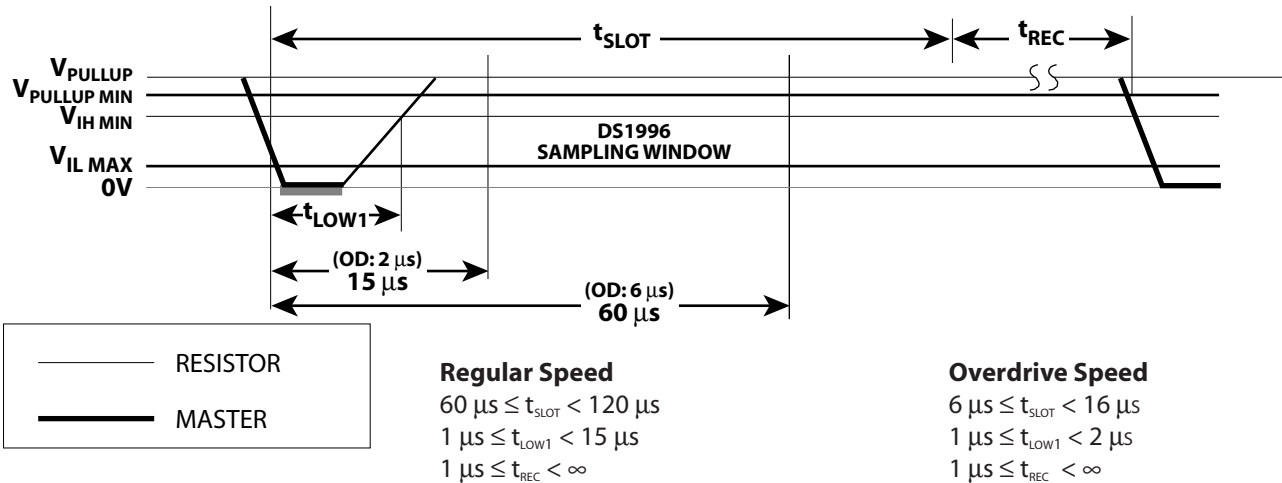 tSLOT
tREC
VPULLUP
VPULLUP MIN
VIH MIN
DS1996
SAMPLING WINDOW
VIL MAX
0V
tLOW1
(OD: 2 μs)
15 μs
(OD: 6 μs)
60 μs
RESISTOR
MASTER
Regular Speed
60 μs ≤ tSLOT < 120 μs
1 μs ≤ tLOW1 < 15 μs
1 μs ≤ tREC < ∞
Overdrive Speed
6 μs ≤ tSLOT < 16 μs
1 μs ≤ tLOW1 < 2 μs
1 μs ≤ tREC < ∞